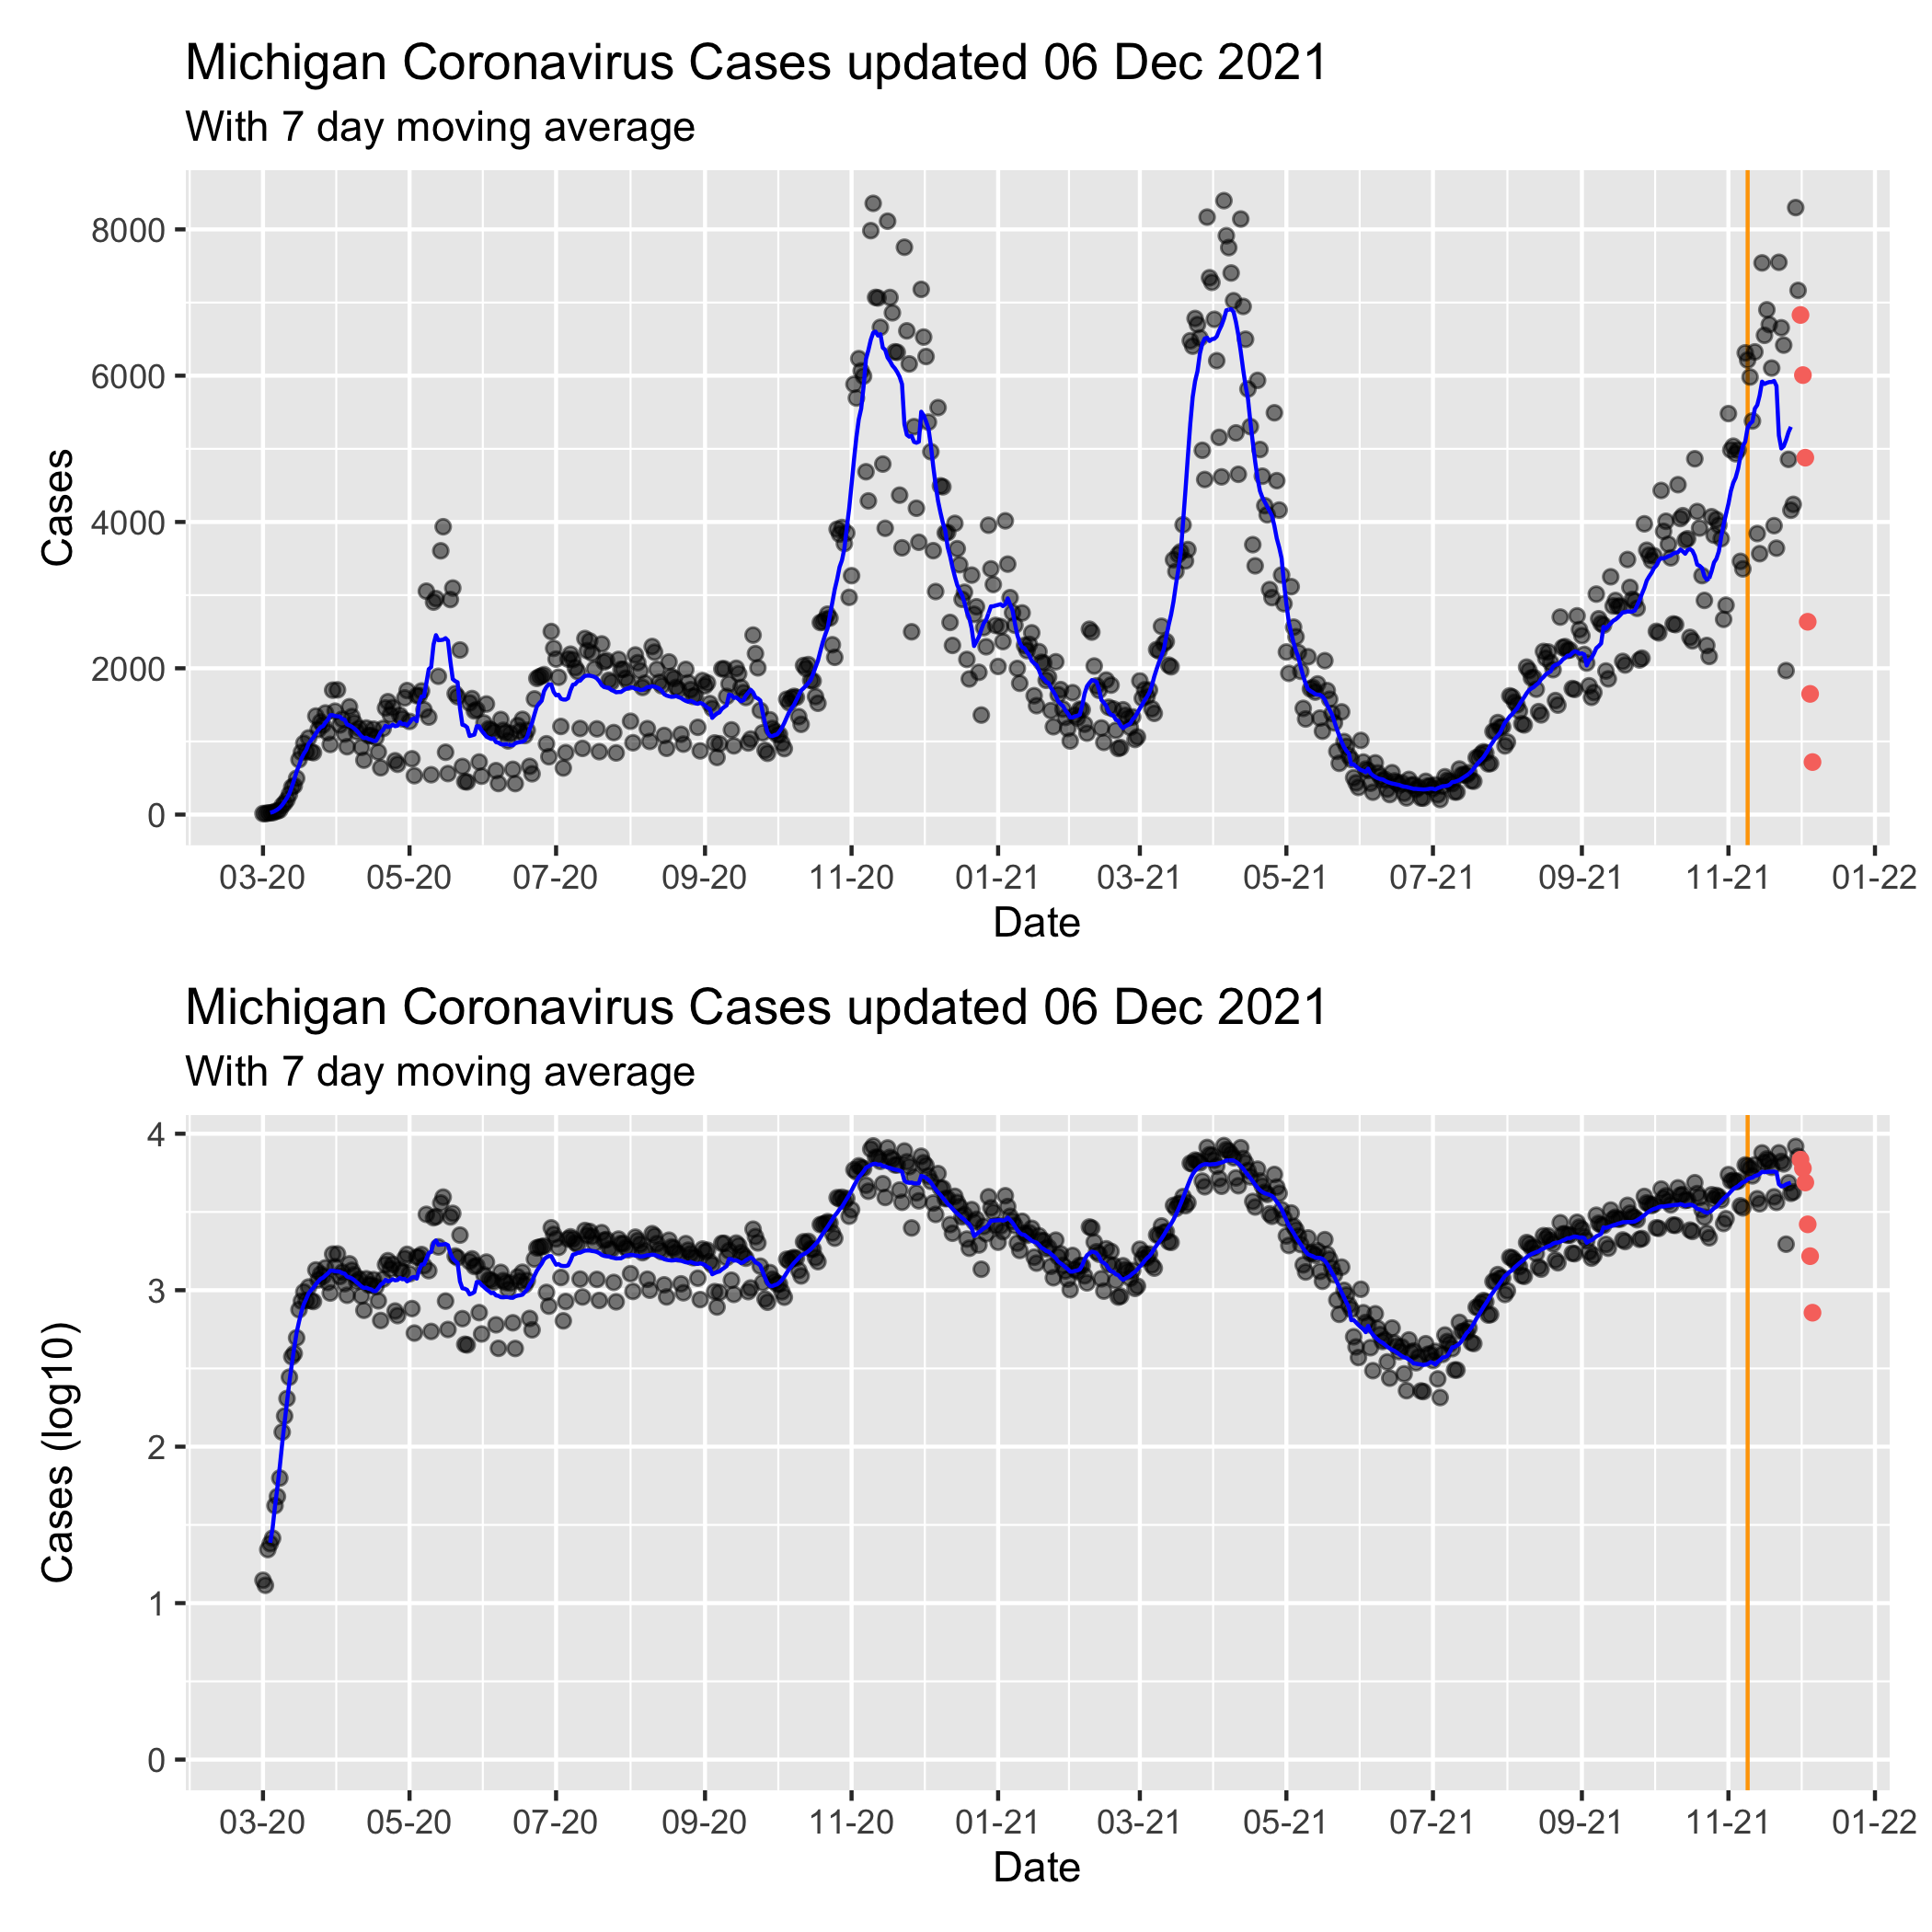 Michigan Coronavirus Cases updated 06 Dec 2021
With 7 day moving average
8000
6000
4000
2000
0
Cases
03-20 05-20 07-20 09-20 11-20 01-21 03-21 05-21 07-21 09-21 11-21 01-22
Date
Michigan Coronavirus Cases updated 06 Dec 2021
With 7 day moving average
4
3
2
1
0
Cases (log10)
03-20 05-20 07-20 09-20 11-20 01-21 03-21 05-21 07-21 09-21 11-21 01-22
Date